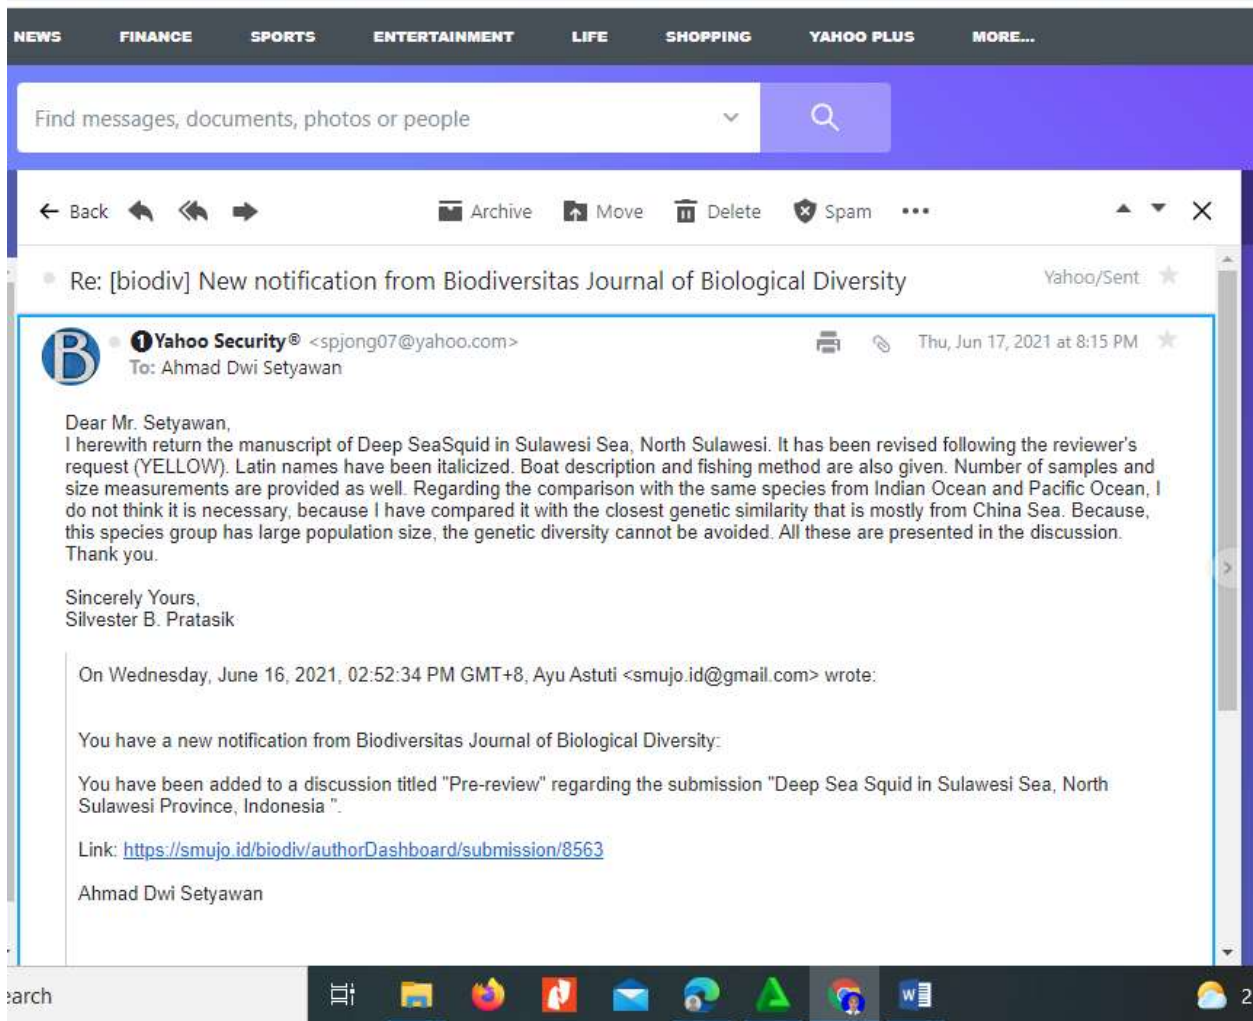 NEWS FINANCE SPORTS ENTERTAINMENT LIFE SHOPPING YAHOO PLUS MORE...
Find messages, documents, photos or people
Back Archive Move Delete Spam
Re: [biodiv] New notification from Biodiversitas Journal of Biological Diversity Yahoo/Sent
❶Yahoo Security® <spjong07@yahoo.com> Thu, Jun 17, 2021 at 8:15 PM
To: Ahmad Dwi Setyawan
Dear Mr. Setyawan,
I herewith return the manuscript of Deep SeaSquid in Sulawesi Sea, North Sulawesi. It has been revised following the reviewer's
request (YELLOW). Latin names have been italicized. Boat description and fishing method are also given. Number of samples and
size measurements are provided as well. Regarding the comparison with the same species from Indian Ocean and Pacific Ocean, I
do not think it is necessary, because I have compared it with the closest genetic similarity that is mostly from China Sea. Because,
this species group has large population size, the genetic diversity cannot be avoided. All these are presented in the discussion.
Thank you.
Sincerely Yours,
Silvester B. Pratasik
On Wednesday, June 16, 2021, 02:52:34 PM GMT+8, Ayu Astuti <smujo.id@gmail.com> wrote:
You have a new notification from Biodiversitas Journal of Biological Diversity:
You have been added to a discussion titled "Pre-review" regarding the submission "Deep Sea Squid in Sulawesi Sea, North
Sulawesi Province, Indonesia ".
Link: https://smujo.id/biodiv/authorDashboard/submission/8563
Ahmad Dwi Setyawan
earch 2